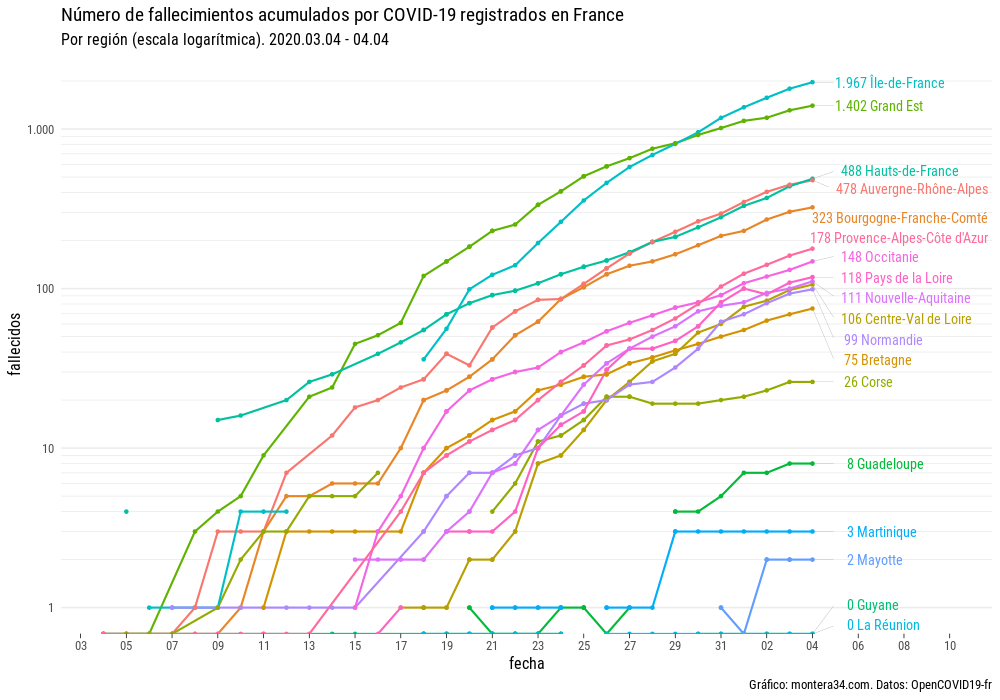 Número de fallecimientos acumulados por COVID-19 registrados en France
Por región (escala logarítmica). 2020.03.04 - 04.04
fallecidos
1.000
100
10
1
1.967 Île-de-France
1.402 Grand Est
488 Hauts-de-France
478 Auvergne-Rhône-Alpes
323 Bourgogne-Franche-Comté
178 Provence-Alpes-Côte d'Azur
148 Occitanie
118 Pays de la Loire
111 Nouvelle-Aquitaine
106 Centre-Val de Loire
99 Normandie
75 Bretagne
26 Corse
8 Guadeloupe
3 Martinique
2 Mayotte
0 Guyane
0 La Réunion
03 05 07 09 11 13 15 17 19 21 23 25 27 29 31 02 04 06 08 10
fecha
Gráfico: montera34.com. Datos: OpenCOVID19-fr